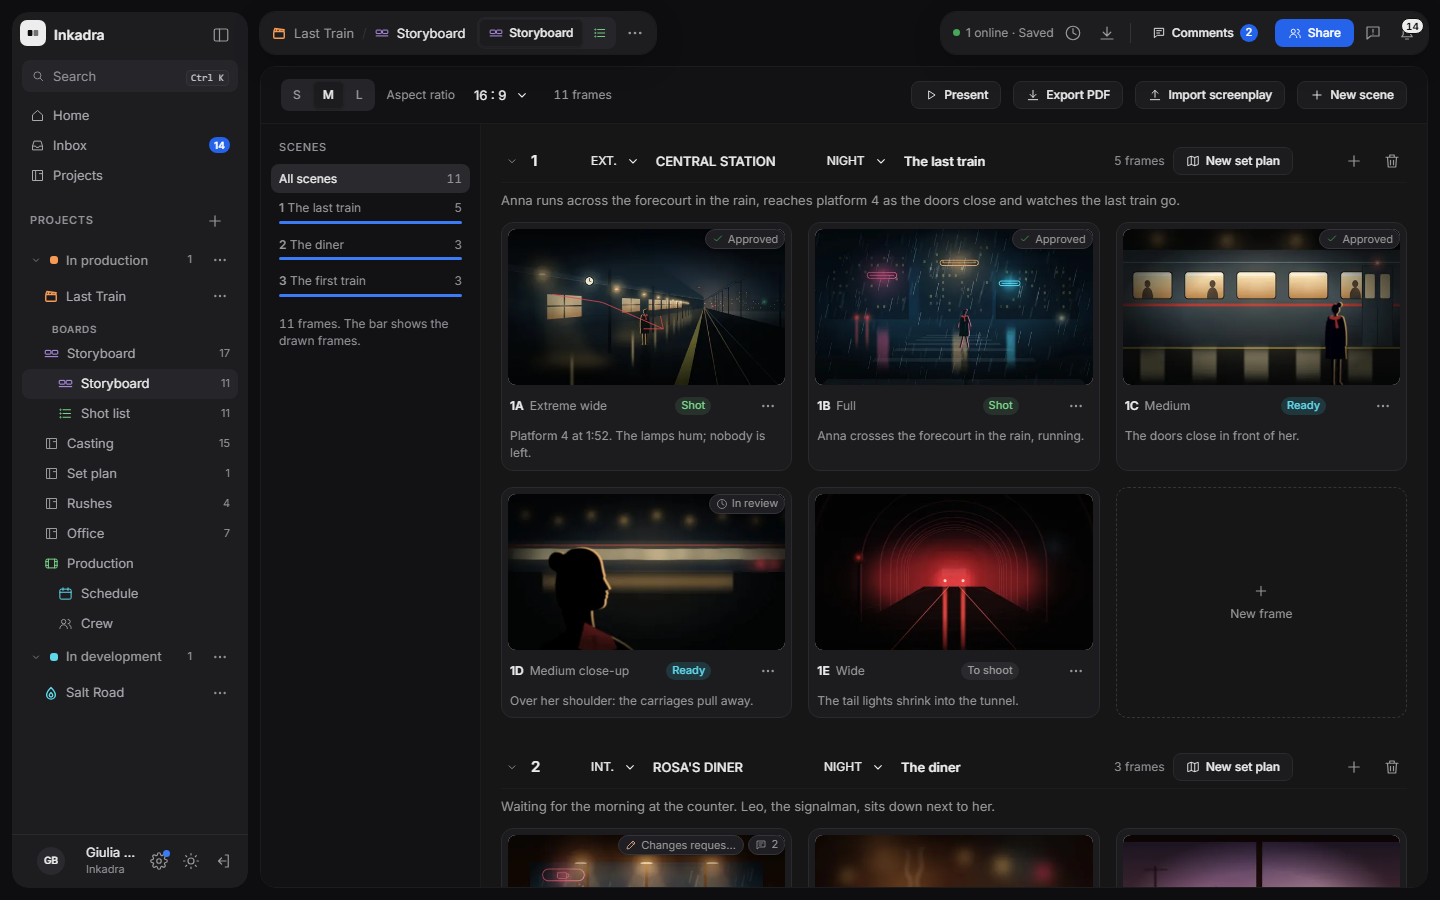 Inkadra
Search
Ctrl K
Home
Inbox
14
Projects
PROJECTS
In production
1
Last Train
BOARDS
Storyboard
17
Storyboard
11
Shot list
11
Casting
15
Set plan
1
Rushes
4
Office
7
Production
Schedule
Crew
In development
1
Salt Road
GB
Giulia ...
Inkadra
Last Train / Storyboard
Storyboard
1 online · Saved
Comments 2
Share
14
S M L
Aspect ratio
16 : 9
11 frames
Present
Export PDF
Import screenplay
New scene
SCENES
All scenes 11
1 The last train 5
2 The diner 3
3 The first train 3
11 frames. The bar shows the
drawn frames.
1 EXT. CENTRAL STATION NIGHT The last train 5 frames New set plan
Anna runs across the forecourt in the rain, reaches platform 4 as the doors close and watches the last train go.
Approved
1A Extreme wide Shot
Platform 4 at 1:52. The lamps hum; nobody is
left.
Approved
1B Full Shot
Anna crosses the forecourt in the rain, running.
Approved
1C Medium Ready
The doors close in front of her.
In review
1D Medium close-up Ready
Over her shoulder: the carriages pull away.
1E Wide To shoot
The tail lights shrink into the tunnel.
New frame
2 INT. ROSA'S DINER NIGHT The diner 3 frames New set plan
Waiting for the morning at the counter. Leo, the signalman, sits down next to her.
Changes reques... 2